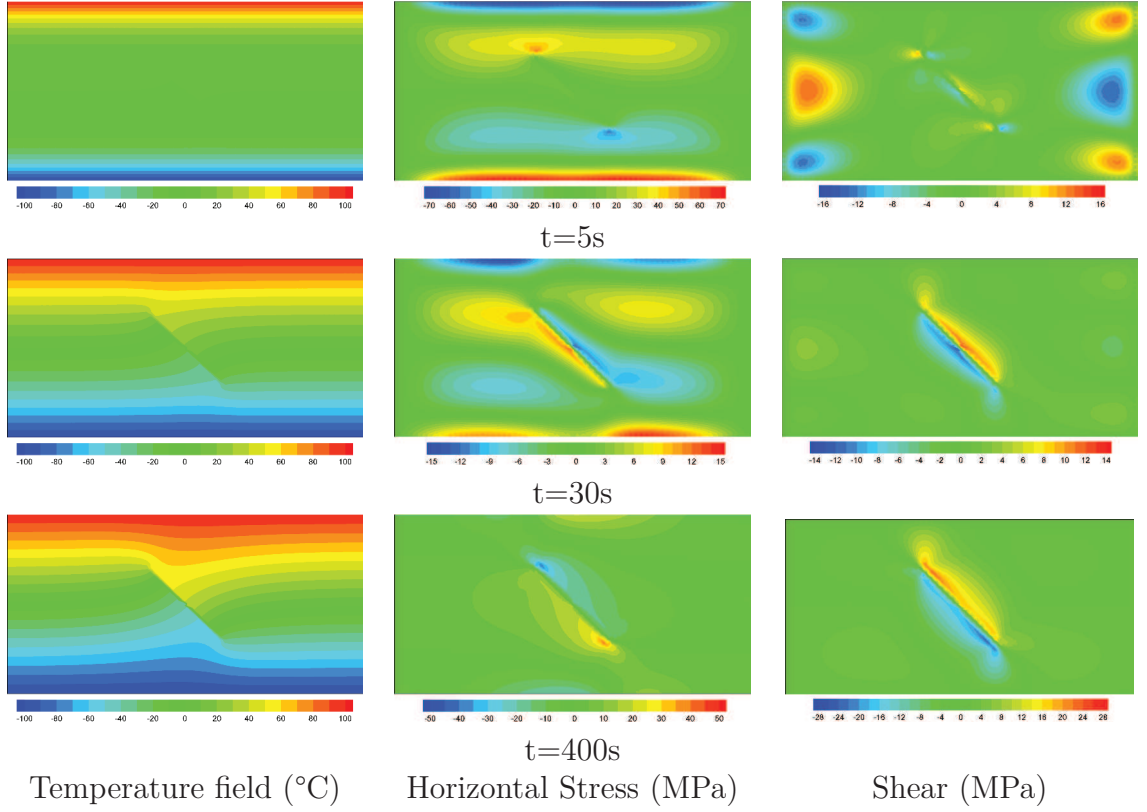 -100 -80 -60 -40 -20 0 20 40 60 80 100
-70 -60 -50 -40 -30 -20 -10 0 10 20 30 40 50 60 70
-16 -12 -8 -4 0 4 8 12 16
t=5s
-100 -80 -60 -40 -20 0 20 40 60 80 100
-15 -12 -9 -6 -3 0 3 6 9 12 15
-14 -12 -10 -8 -6 -4 -2 0 2 4 6 8 10 12 14
t=30s
-100 -80 -60 -40 -20 0 20 40 60 80 100
-50 -40 -30 -20 -10 0 10 20 30 40 50
-28 -24 -20 -16 -12 -8 -4 0 4 8 12 16 20 24 28
t=400s
Temperature field (°C) Horizontal Stress (MPa) Shear (MPa)